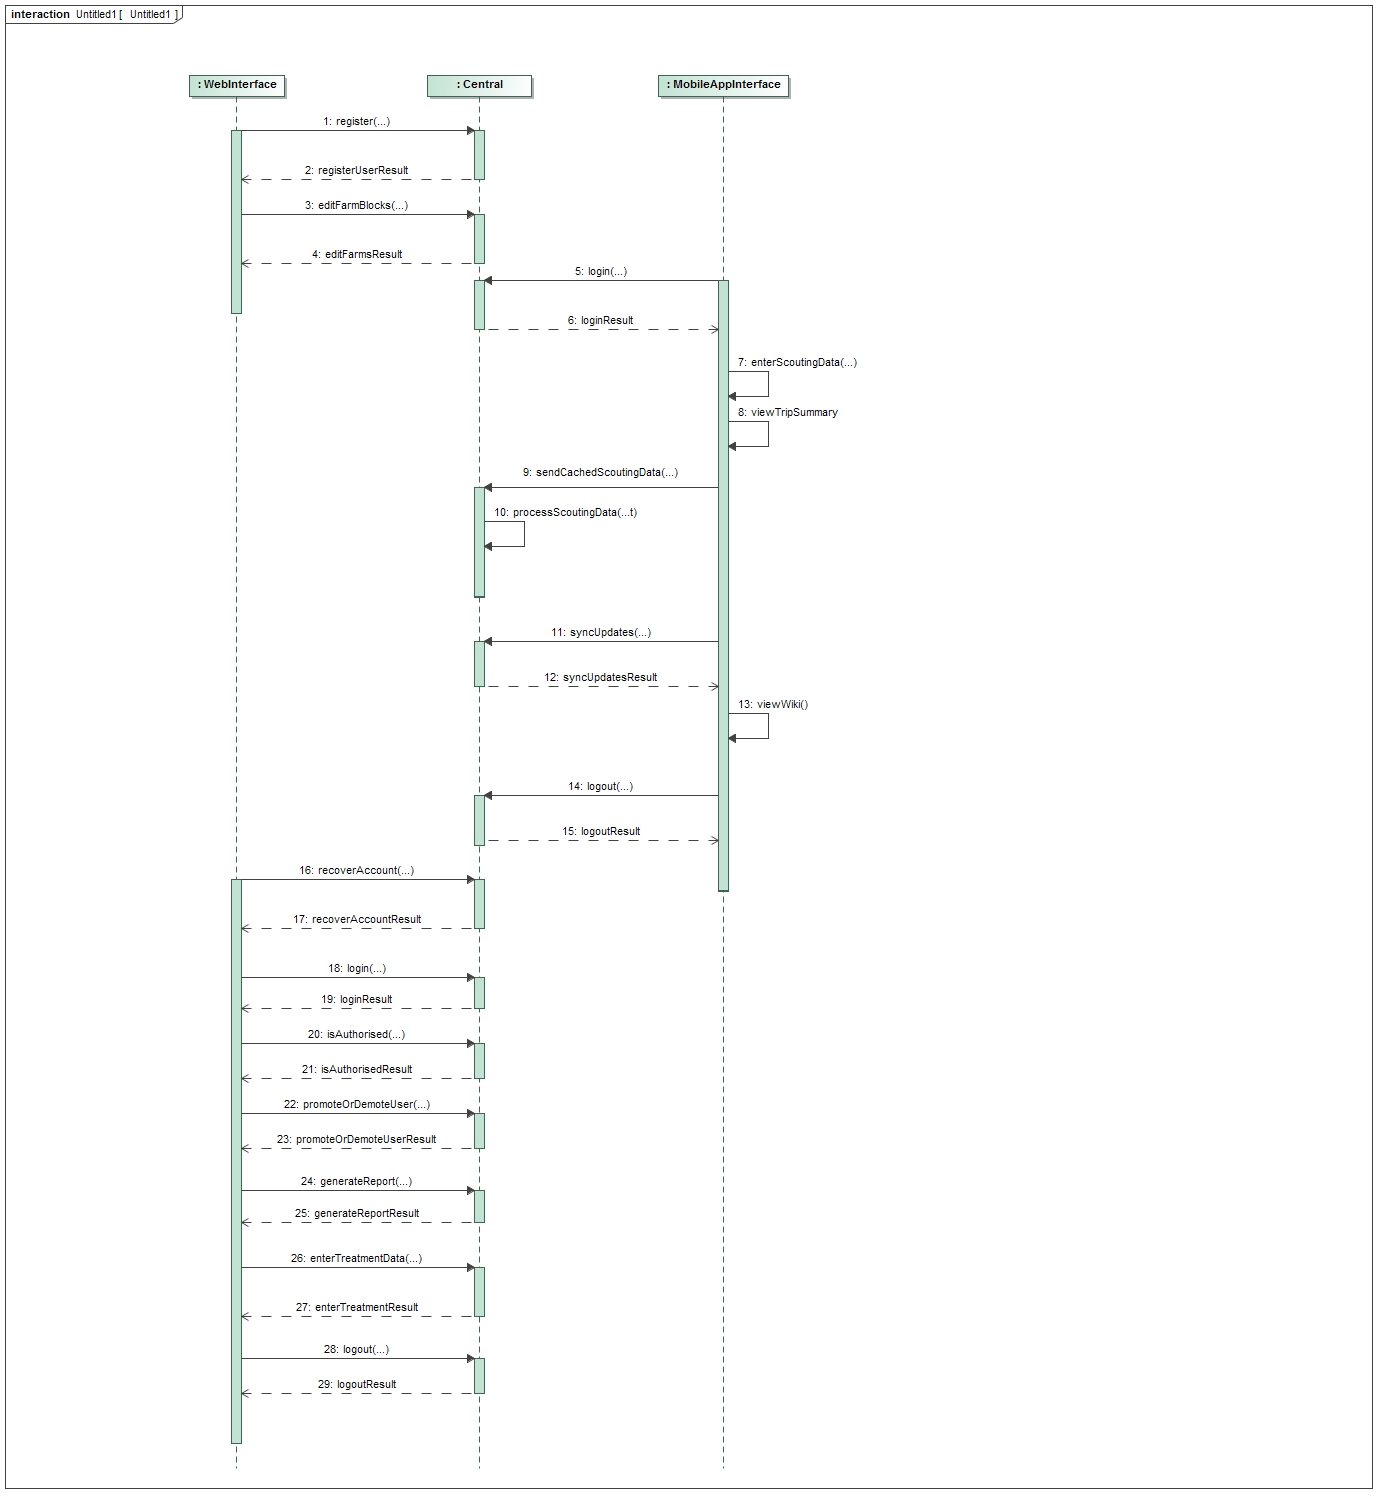 interaction Untitled1 [ Untitled1 ]
: WebInterface
: Central
: MobileAppInterface
1: register(...)
2: registerUserResult
3: editFarmBlocks(...)
4: editFarmsResult
5: login(...)
6: loginResult
7: enterScoutingData(...)
8: viewTripSummary
9: sendCachedScoutingData(...)
10: processScoutingData(...t)
11: syncUpdates(...)
12: syncUpdatesResult
13: viewWiki()
14: logout(...)
15: logoutResult
16: recoverAccount(...)
17: recoverAccountResult
18: login(...)
19: loginResult
20: isAuthorised(...)
21: isAuthorisedResult
22: promoteOrDemoteUser(...)
23: promoteOrDemoteUserResult
24: generateReport(...)
25: generateReportResult
26: enterTreatmentData(...)
27: enterTreatmentResult
28: logout(...)
29: logoutResult